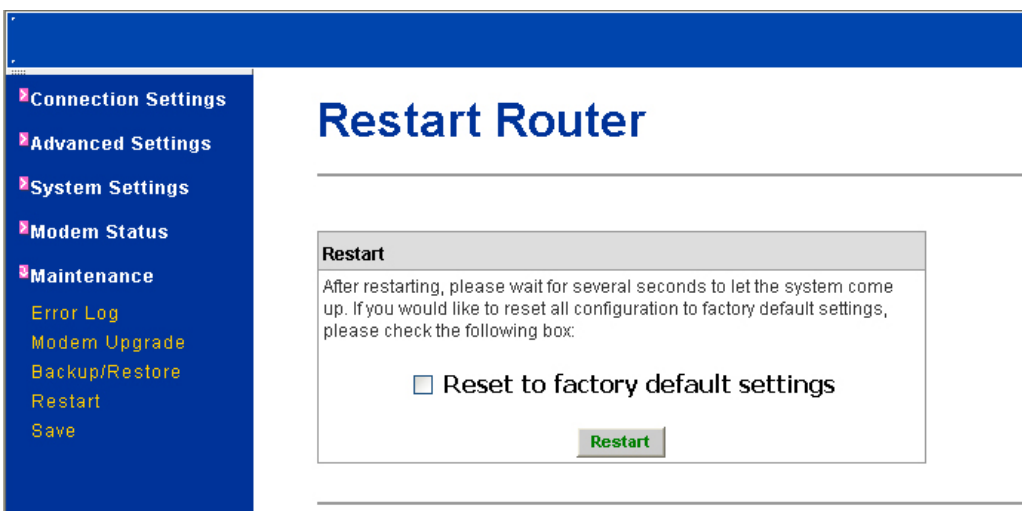 Connection Settings
Advanced Settings
System Settings
Modem Status
Maintenance
Error Log
Modem Upgrade
Backup/Restore
Restart
Save
Restart Router
Restart
After restarting, please wait for several seconds to let the system come
up. If you would like to reset all configuration to factory default settings,
please check the following box:
Reset to factory default settings
Restart